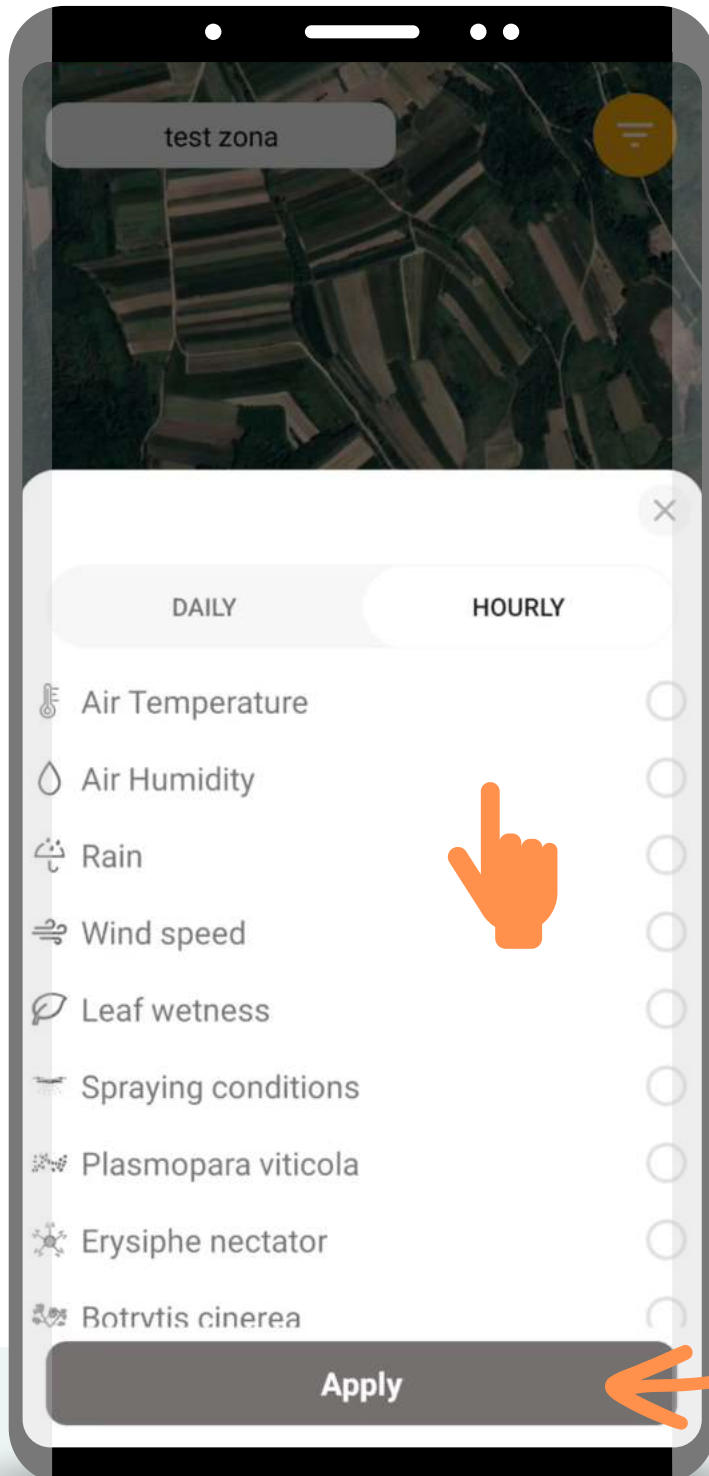 test zona
DAILY HOURLY
Air Temperature
Air Humidity
Rain
Wind speed
Leaf wetness
Spraying conditions
Plasmopara viticola
Erysiphe nectator
Botrytis cinerea
Apply